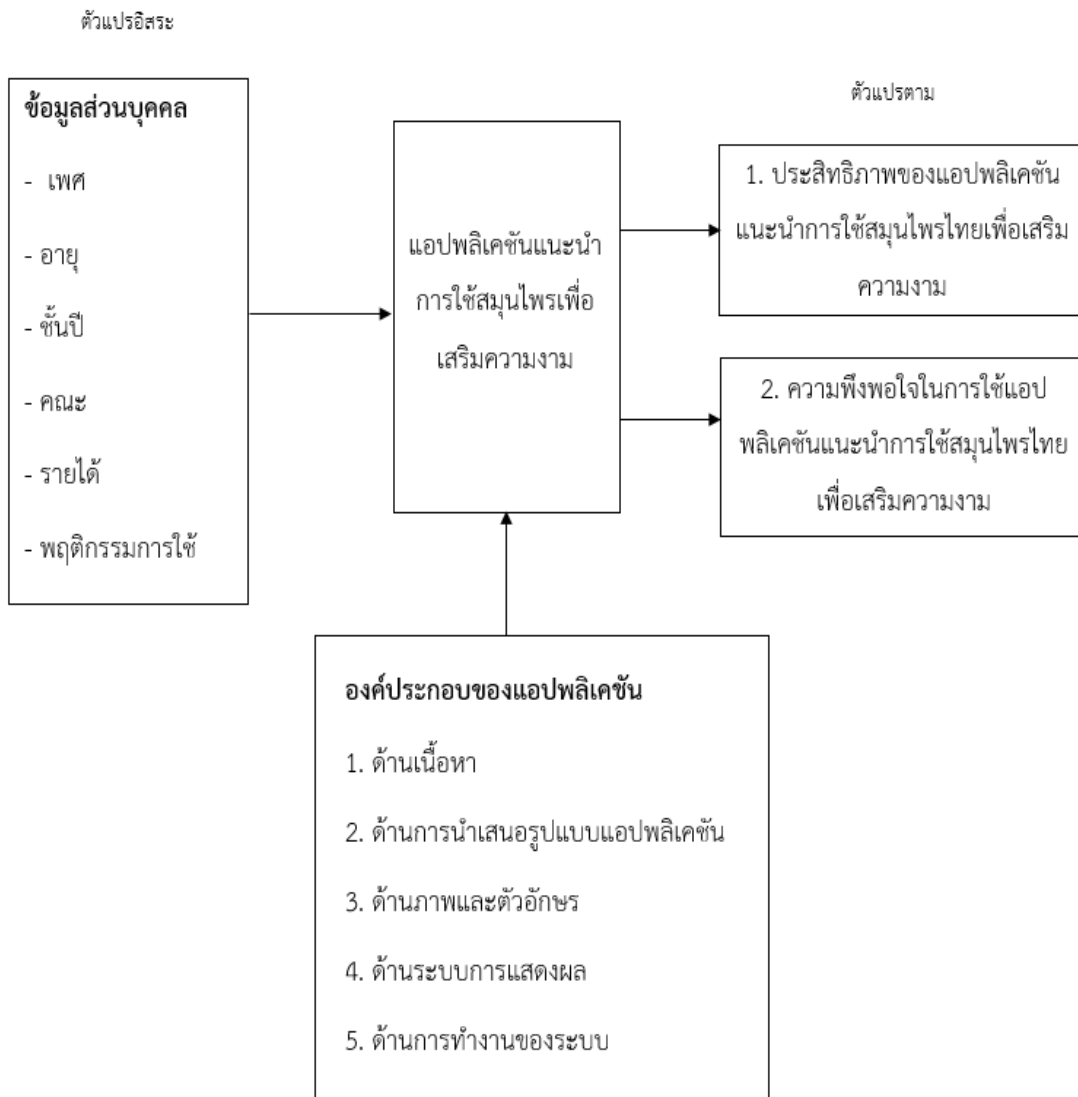 ตัวแปรอิสระ
ข้อมูลส่วนบุคคล
- เพศ
- อายุ
- ชั้นปี
- คณะ
- รายได้
- พฤติกรรมการใช้
แอปพลิเคชันแนะนำ
การใช้สมุนไพรเพื่อ
เสริมความงาม
ตัวแปรตาม
1. ประสิทธิภาพของแอปพลิเคชัน
แนะนำการใช้สมุนไพรไทยเพื่อเสริม
ความงาม
2. ความพึงพอใจในการใช้แอป
พลิเคชันแนะนำการใช้สมุนไพรไทย
เพื่อเสริมความงาม
องค์ประกอบของแอปพลิเคชัน
1. ด้านเนื้อหา
2. ด้านการนำเสนอรูปแบบแอปพลิเคชัน
3. ด้านภาพและตัวอักษร
4. ด้านระบบการแสดงผล
5. ด้านการทำงานของระบบ